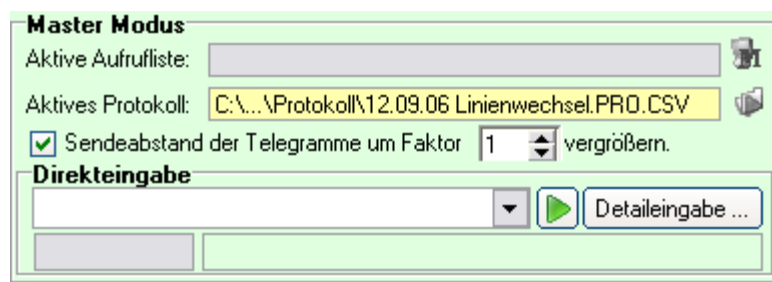 Master Modus
Aktive Aufrufliste:
Aktives Protokoll: C:\...\Protokoll\12.09.06 Linienwechsel.PRO.CSV
Sendeabstand der Telegramme um Faktor 1 vergrößern.
Direkteingabe
Detaileingabe ...